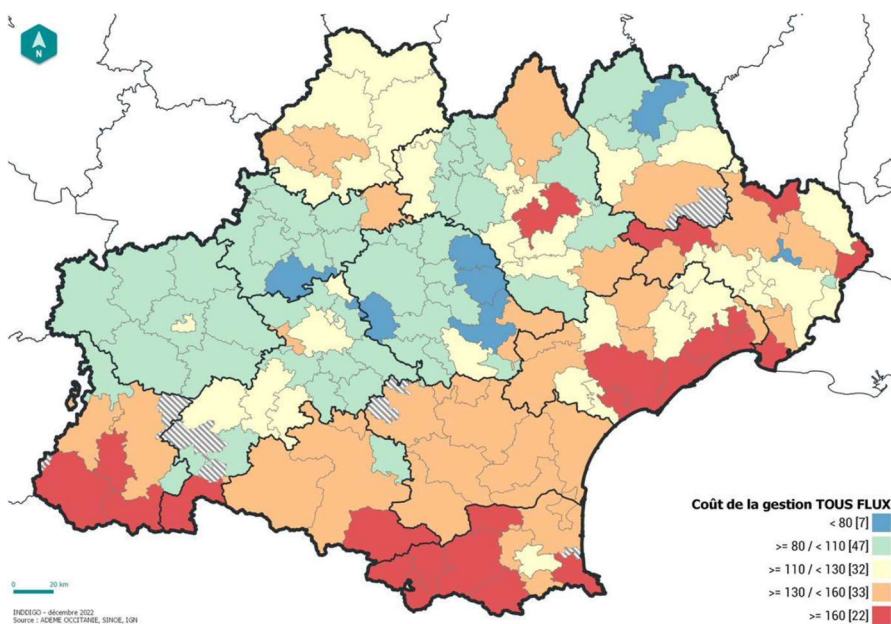 N
Coût de la gestion TOUS FLUX
< 80 [7]
>= 80 / < 110 [47]
>= 110 / < 130 [32]
>= 130 / < 160 [33]
>= 160 [22]
0 20 km
INDDIGO - décembre 2022
Source : ADEME OCCITANIE, SINOE, IGN